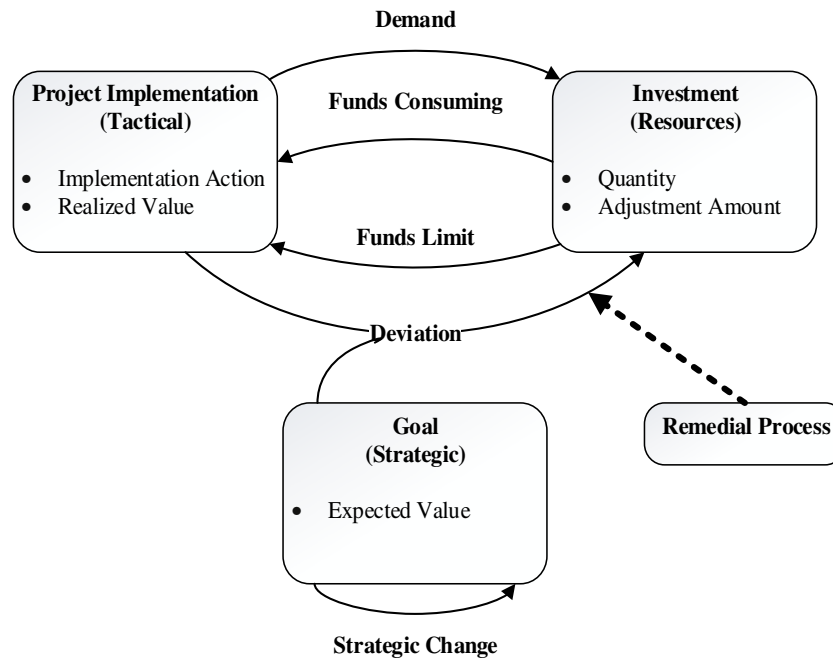 Demand
Project Implementation
(Tactical)
• Implementation Action
• Realized Value
Funds Consuming
Funds Limit
Investment
(Resources)
• Quantity
• Adjustment Amount
Deviation
Goal
(Strategic)
• Expected Value
Remedial Process
Strategic Change